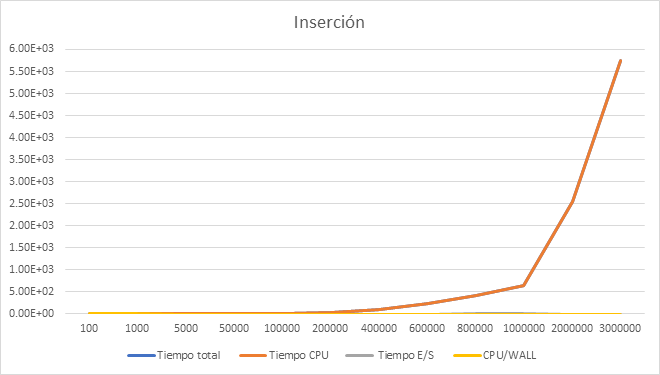 Inserción
6.00E+03
5.50E+03
5.00E+03
4.50E+03
4.00E+03
3.50E+03
3.00E+03
2.50E+03
2.00E+03
1.50E+03
1.00E+03
5.00E+02
0.00E+00
100 1000 5000 50000 100000 200000 400000 600000 800000 1000000 2000000 3000000
Tiempo total Tiempo CPU Tiempo E/S CPU/WALL